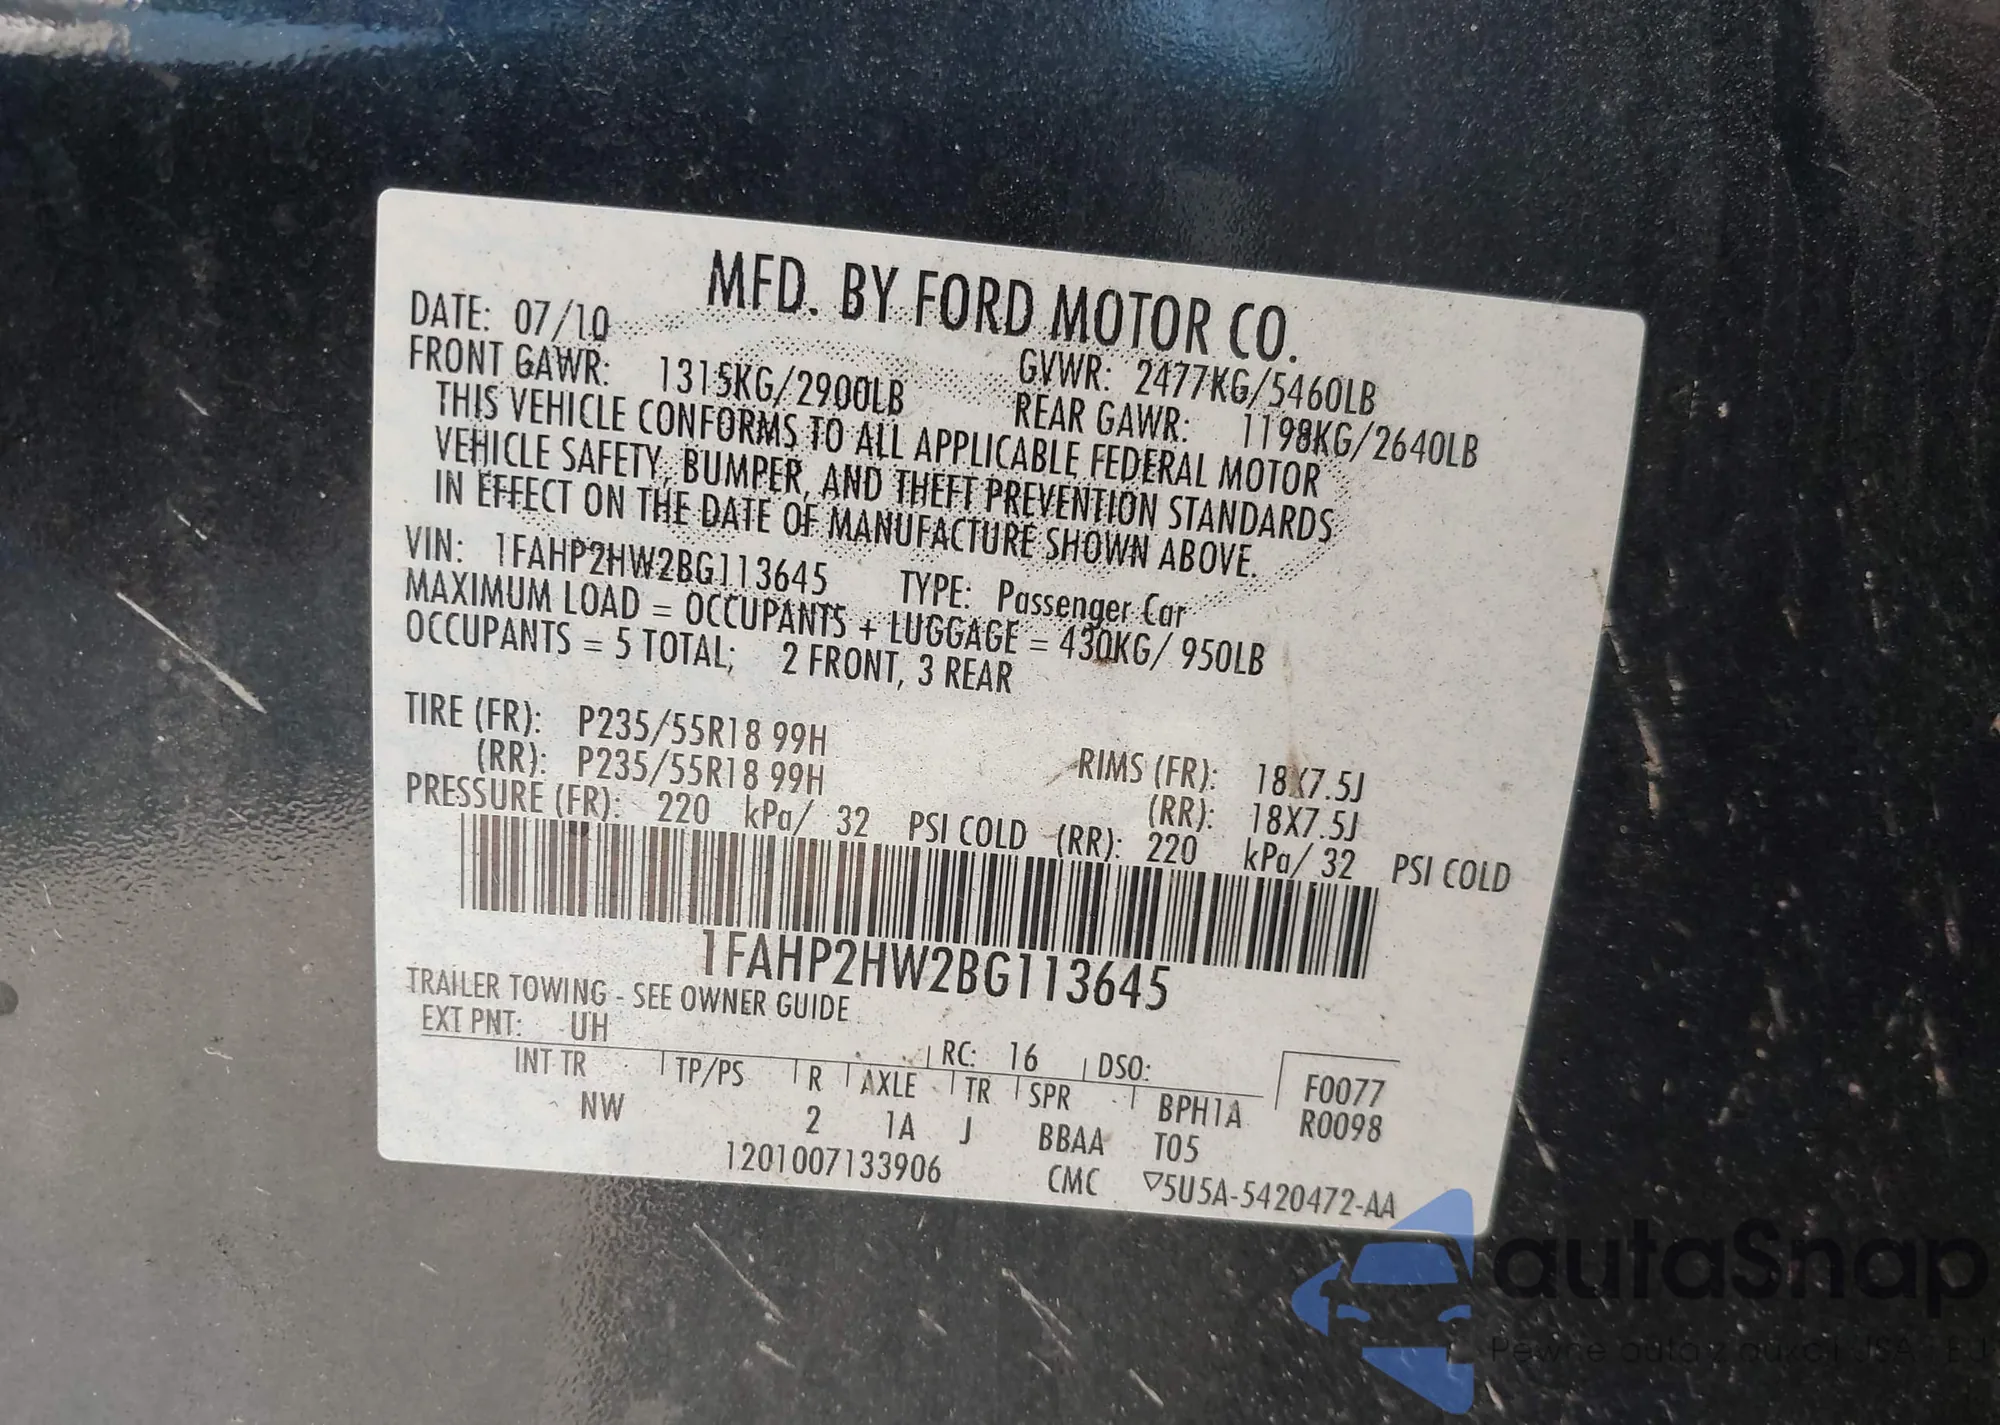 MFD. BY FORD MOTOR CO.
DATE: 07/10 GVWR: 2477KG/5460LB
FRONT GAWR: 1315KG/2900LB REAR GAWR: 1198KG/2640LB
THIS VEHICLE CONFORMS TO ALL APPLICABLE FEDERAL MOTOR
VEHICLE SAFETY, BUMPER, AND THEFT PREVENTION STANDARDS
IN EFFECT ON THE DATE OF MANUFACTURE SHOWN ABOVE.
VIN: 1FAHP2HW2BG113645 TYPE: Passenger Car
MAXIMUM LOAD = OCCUPANTS + LUGGAGE = 430KG/ 950LB
OCCUPANTS = 5 TOTAL; 2 FRONT, 3 REAR
TIRE (FR): P235/55R18 99H RIMS (FR): 18X7.5J
(RR): P235/55R18 99H (RR): 18X7.5J
PRESSURE (FR): 220 kPa/ 32 PSI COLD (RR): 220 kPa/ 32 PSI COLD
1FAHP2HW2BG113645
TRAILER TOWING - SEE OWNER GUIDE
EXT PNT: UH RC: 16 DSO: F0077
INT TR TP/PS R AXLE TR SPR BPH1A R0098
NW 2 1A J BBAA T05
1201007133906 CMC ▽5U5A-5420472-AA
autaSnap
Pewne auta z aukcji USA i EU